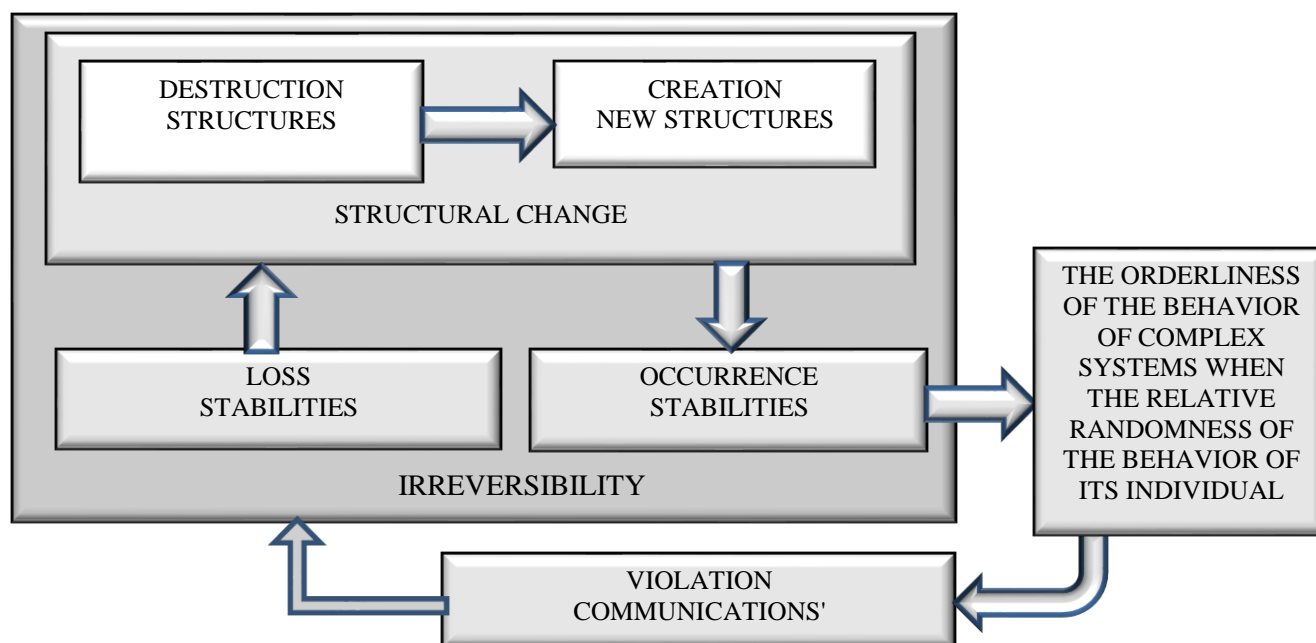 DESTRUCTION
STRUCTURES
CREATION
NEW STRUCTURES
STRUCTURAL CHANGE
LOSS
STABILITIES
OCCURRENCE
STABILITIES
IRREVERSIBILITY
THE ORDERLINESS
OF THE BEHAVIOR
OF COMPLEX
SYSTEMS WHEN
THE RELATIVE
RANDOMNESS OF
THE BEHAVIOR OF
ITS INDIVIDUAL
VIOLATION
COMMUNICATIONS'